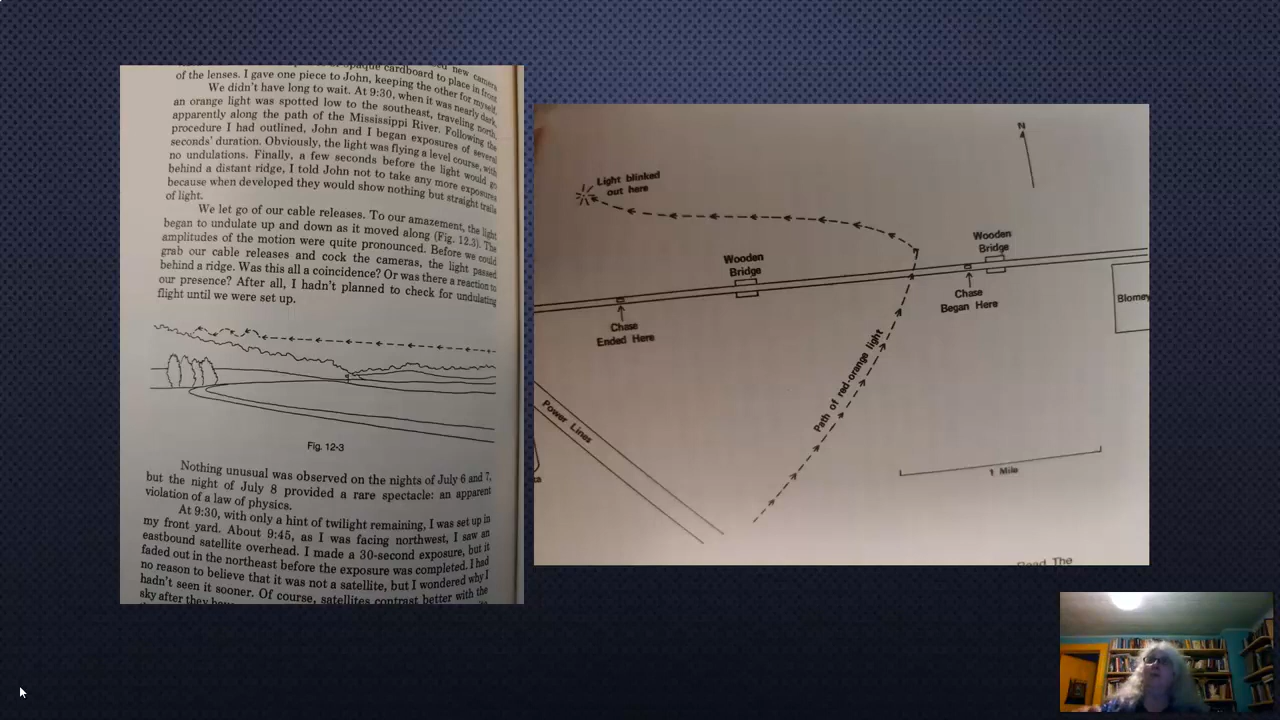 new camera
opaque cardboard to place in front
of the lenses. I gave one piece to John, keeping the other for myself.
We didn't have long to wait. At 9:30, when it was nearly dark,
an orange light was spotted low to the southeast, traveling north,
apparently along the path of the Mississippi River. Following the
procedure I had outlined, John and I began exposures of several
seconds' duration. Obviously, the light was flying a level course, with
no undulations. Finally, a few seconds before the light would go
behind a distant ridge, I told John not to take any more exposures
because when developed they would show nothing but straight trails
of light.
We let go of our cable releases. To our amazement, the light
began to undulate up and down as it moved along (Fig. 12.3). The
amplitudes of the motion were quite pronounced. Before we could
grab our cable releases and cock the cameras, the light passed
behind a ridge. Was this all a coincidence? Or was there a reaction to
our presence? After all, I hadn't planned to check for undulating
flight until we were set up.
Fig. 12-3
Nothing unusual was observed on the nights of July 6 and 7,
but the night of July 8 provided a rare spectacle: an apparent
violation of a law of physics.
At 9:30, with only a hint of twilight remaining, I was set up in
my front yard. About 9:45, as I was facing northwest, I saw an
eastbound satellite overhead. I made a 30-second exposure, but it
faded out in the northeast before the exposure was completed. I had
no reason to believe that it was not a satellite, but I wondered why I
hadn't seen it sooner. Of course, satellites contrast better with the
sky after they
N
Light blinked
out here
Wooden
Bridge
Wooden
Bridge
Chase
Began Here
Blomey
Chase
Ended Here
Path of red-orange light
Power Lines
1 Mile
Read The